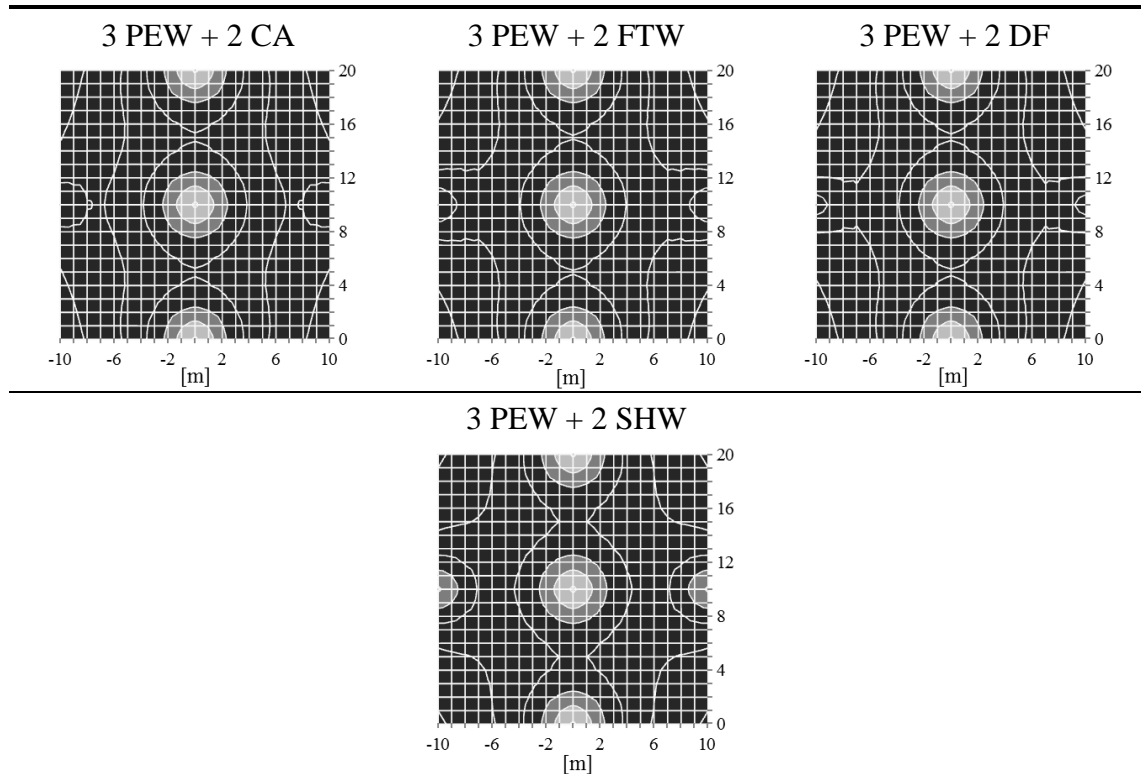 3 PEW + 2 CA 3 PEW + 2 FTW 3 PEW + 2 DF
20 20 20
16 16 16
12 12 12
8 8 8
4 4 4
0 0 0
-10 -6 -2 2 6 10 -10 -6 -2 2 6 10 -10 -6 -2 2 6 10
[m] [m] [m]
3 PEW + 2 SHW
20
16
12
8
4
0
-10 -6 -2 2 6 10
[m]